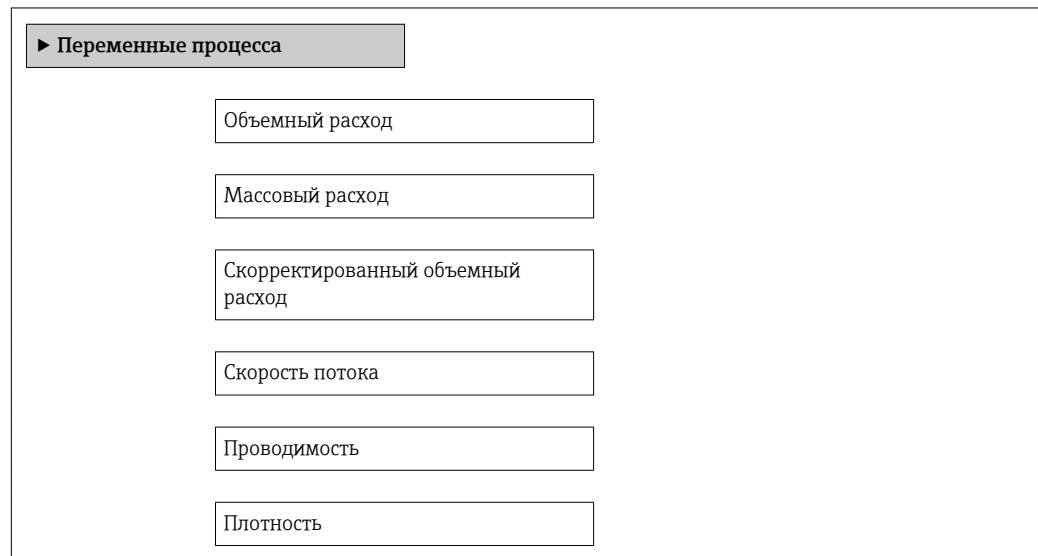 ▶ Переменные процесса
Объемный расход
Массовый расход
Скорректированный объемный
расход
Скорость потока
Проводимость
Плотность